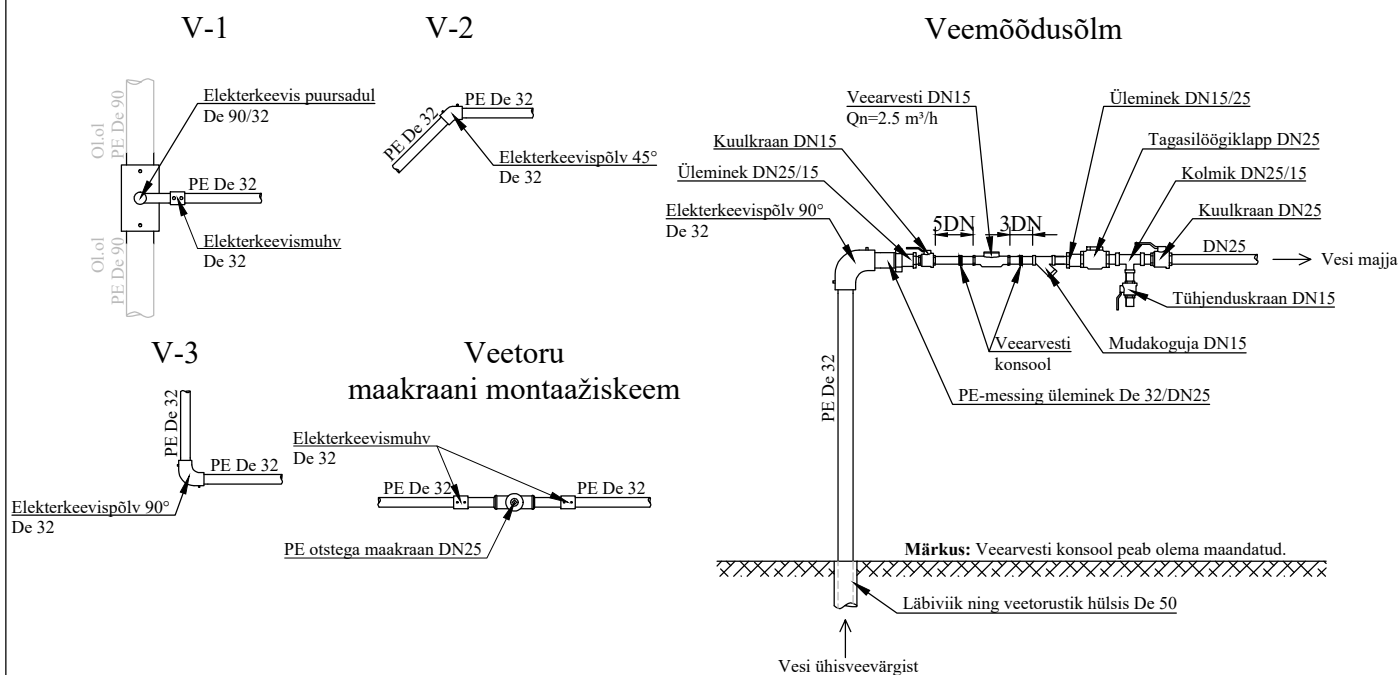 V-1
Ol.ol
PE De 90
Elekterkeevis puursadul
De 90/32
PE De 32
Elekterkeevismuhv
De 32
Ol.ol
PE De 90
V-2
PE De 32
PE De 32
Elekterkeevispõlv 45°
De 32
V-3
PE De 32
PE De 32
Elekterkeevispõlv 90°
De 32
Veetoru
maakraani montaažiskeem
Elekterkeevismuhv
De 32
PE De 32
PE De 32
PE otstega maakraan DN25
Veemõõdusõlm
Veearvesti DN15
Qn=2.5 m³/h
Üleminek DN15/25
Kuulkraan DN15
Tagasilöögiklapp DN25
Üleminek DN25/15
Kolmik DN25/15
Elekterkeevispõlv 90°
De 32
5DN
3DN
Kuulkraan DN25
DN25
Vesi majja
Tühjenduskraan DN15
Veearvesti
konsool
Mudakoguja DN15
PE De 32
PE-messing üleminek De 32/DN25
Märkus: Veearvesti konsool peab olema maandatud.
Läbiviik ning veetorustik hülsis De 50
Vesi ühisveevärgist